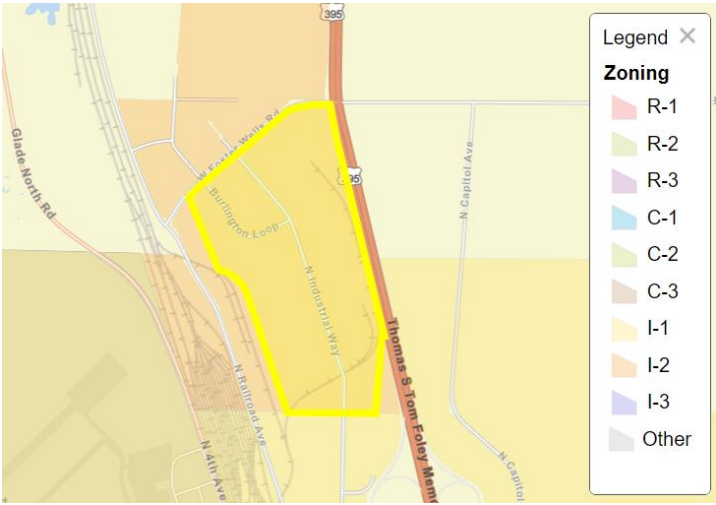 395
W Foster Wells Rd
Glade North Rd
395
Burlington Loop
N Capitol Ave
N Industrial Way
N Railroad Ave
Thomas S Tom Foley Memo
N 4th Ave
N Capitol
Legend ×
Zoning
R-1
R-2
R-3
C-1
C-2
C-3
I-1
I-2
I-3
Other